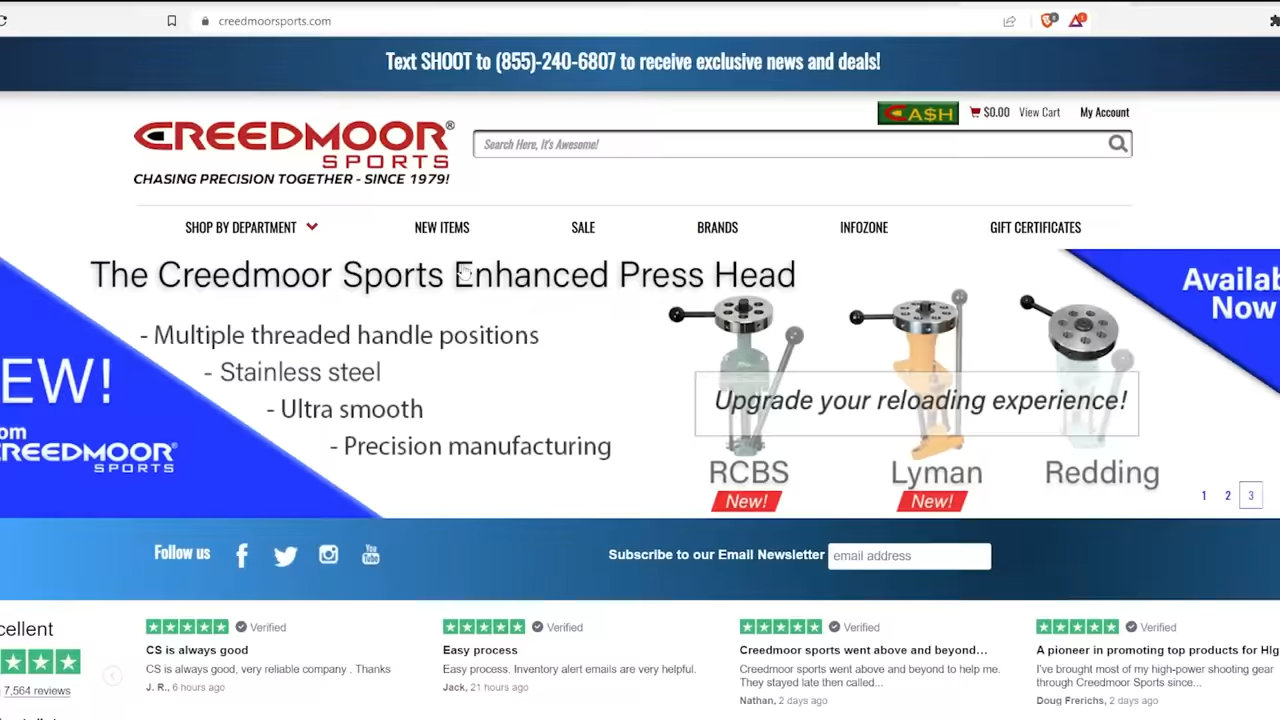 creedmoorsports.com
Text SHOOT to (855)-240-6807 to receive exclusive news and deals!
CA$H
$0.00 View Cart My Account
CREEDMOOR®
SPORTS
CHASING PRECISION TOGETHER - SINCE 1979!
Search Here, It's Awesome!
SHOP BY DEPARTMENT NEW ITEMS SALE BRANDS INFOZONE GIFT CERTIFICATES
The Creedmoor Sports Enhanced Press Head
- Multiple threaded handle positions
- Stainless steel
- Ultra smooth
- Precision manufacturing
EW!
om
CREEDMOOR®
SPORTS
Availab
Now
Upgrade your reloading experience!
RCBS Lyman Redding
New! New!
1 2 3
Follow us
You
Tube
Subscribe to our Email Newsletter email address
cellent
7,564 reviews
Verified
CS is always good
CS is always good, very reliable company . Thanks
J. R., 6 hours ago
Verified
Easy process
Easy process. Inventory alert emails are very helpful.
Jack, 21 hours ago
Verified
Creedmoor sports went above and beyond...
Creedmoor sports went above and beyond to help me.
They stayed late then called...
Nathan, 2 days ago
Verified
A pioneer in promoting top products for Hig
I've brought most of my high-power shooting gear
through Creedmoor Sports since...
Doug Frerichs, 2 days ago